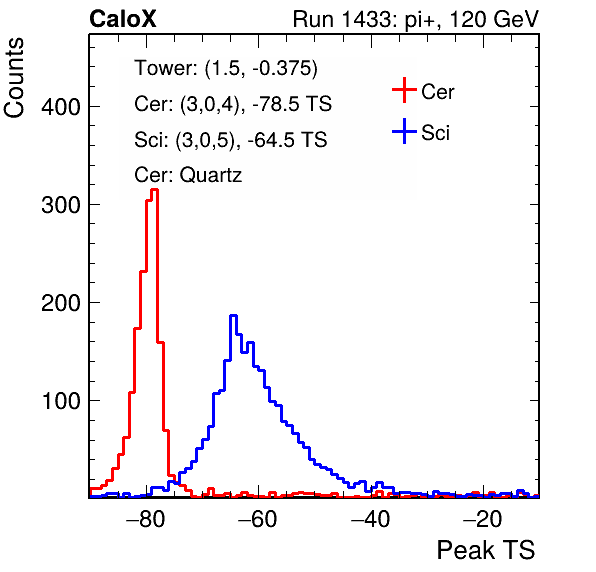 CaloX Run 1433: pi+, 120 GeV
Counts
Tower: (1.5, -0.375)
Cer: (3,0,4), -78.5 TS
Sci: (3,0,5), -64.5 TS
Cer: Quartz
Cer
Sci
400
300
200
100
−80 −60 −40 −20
Peak TS